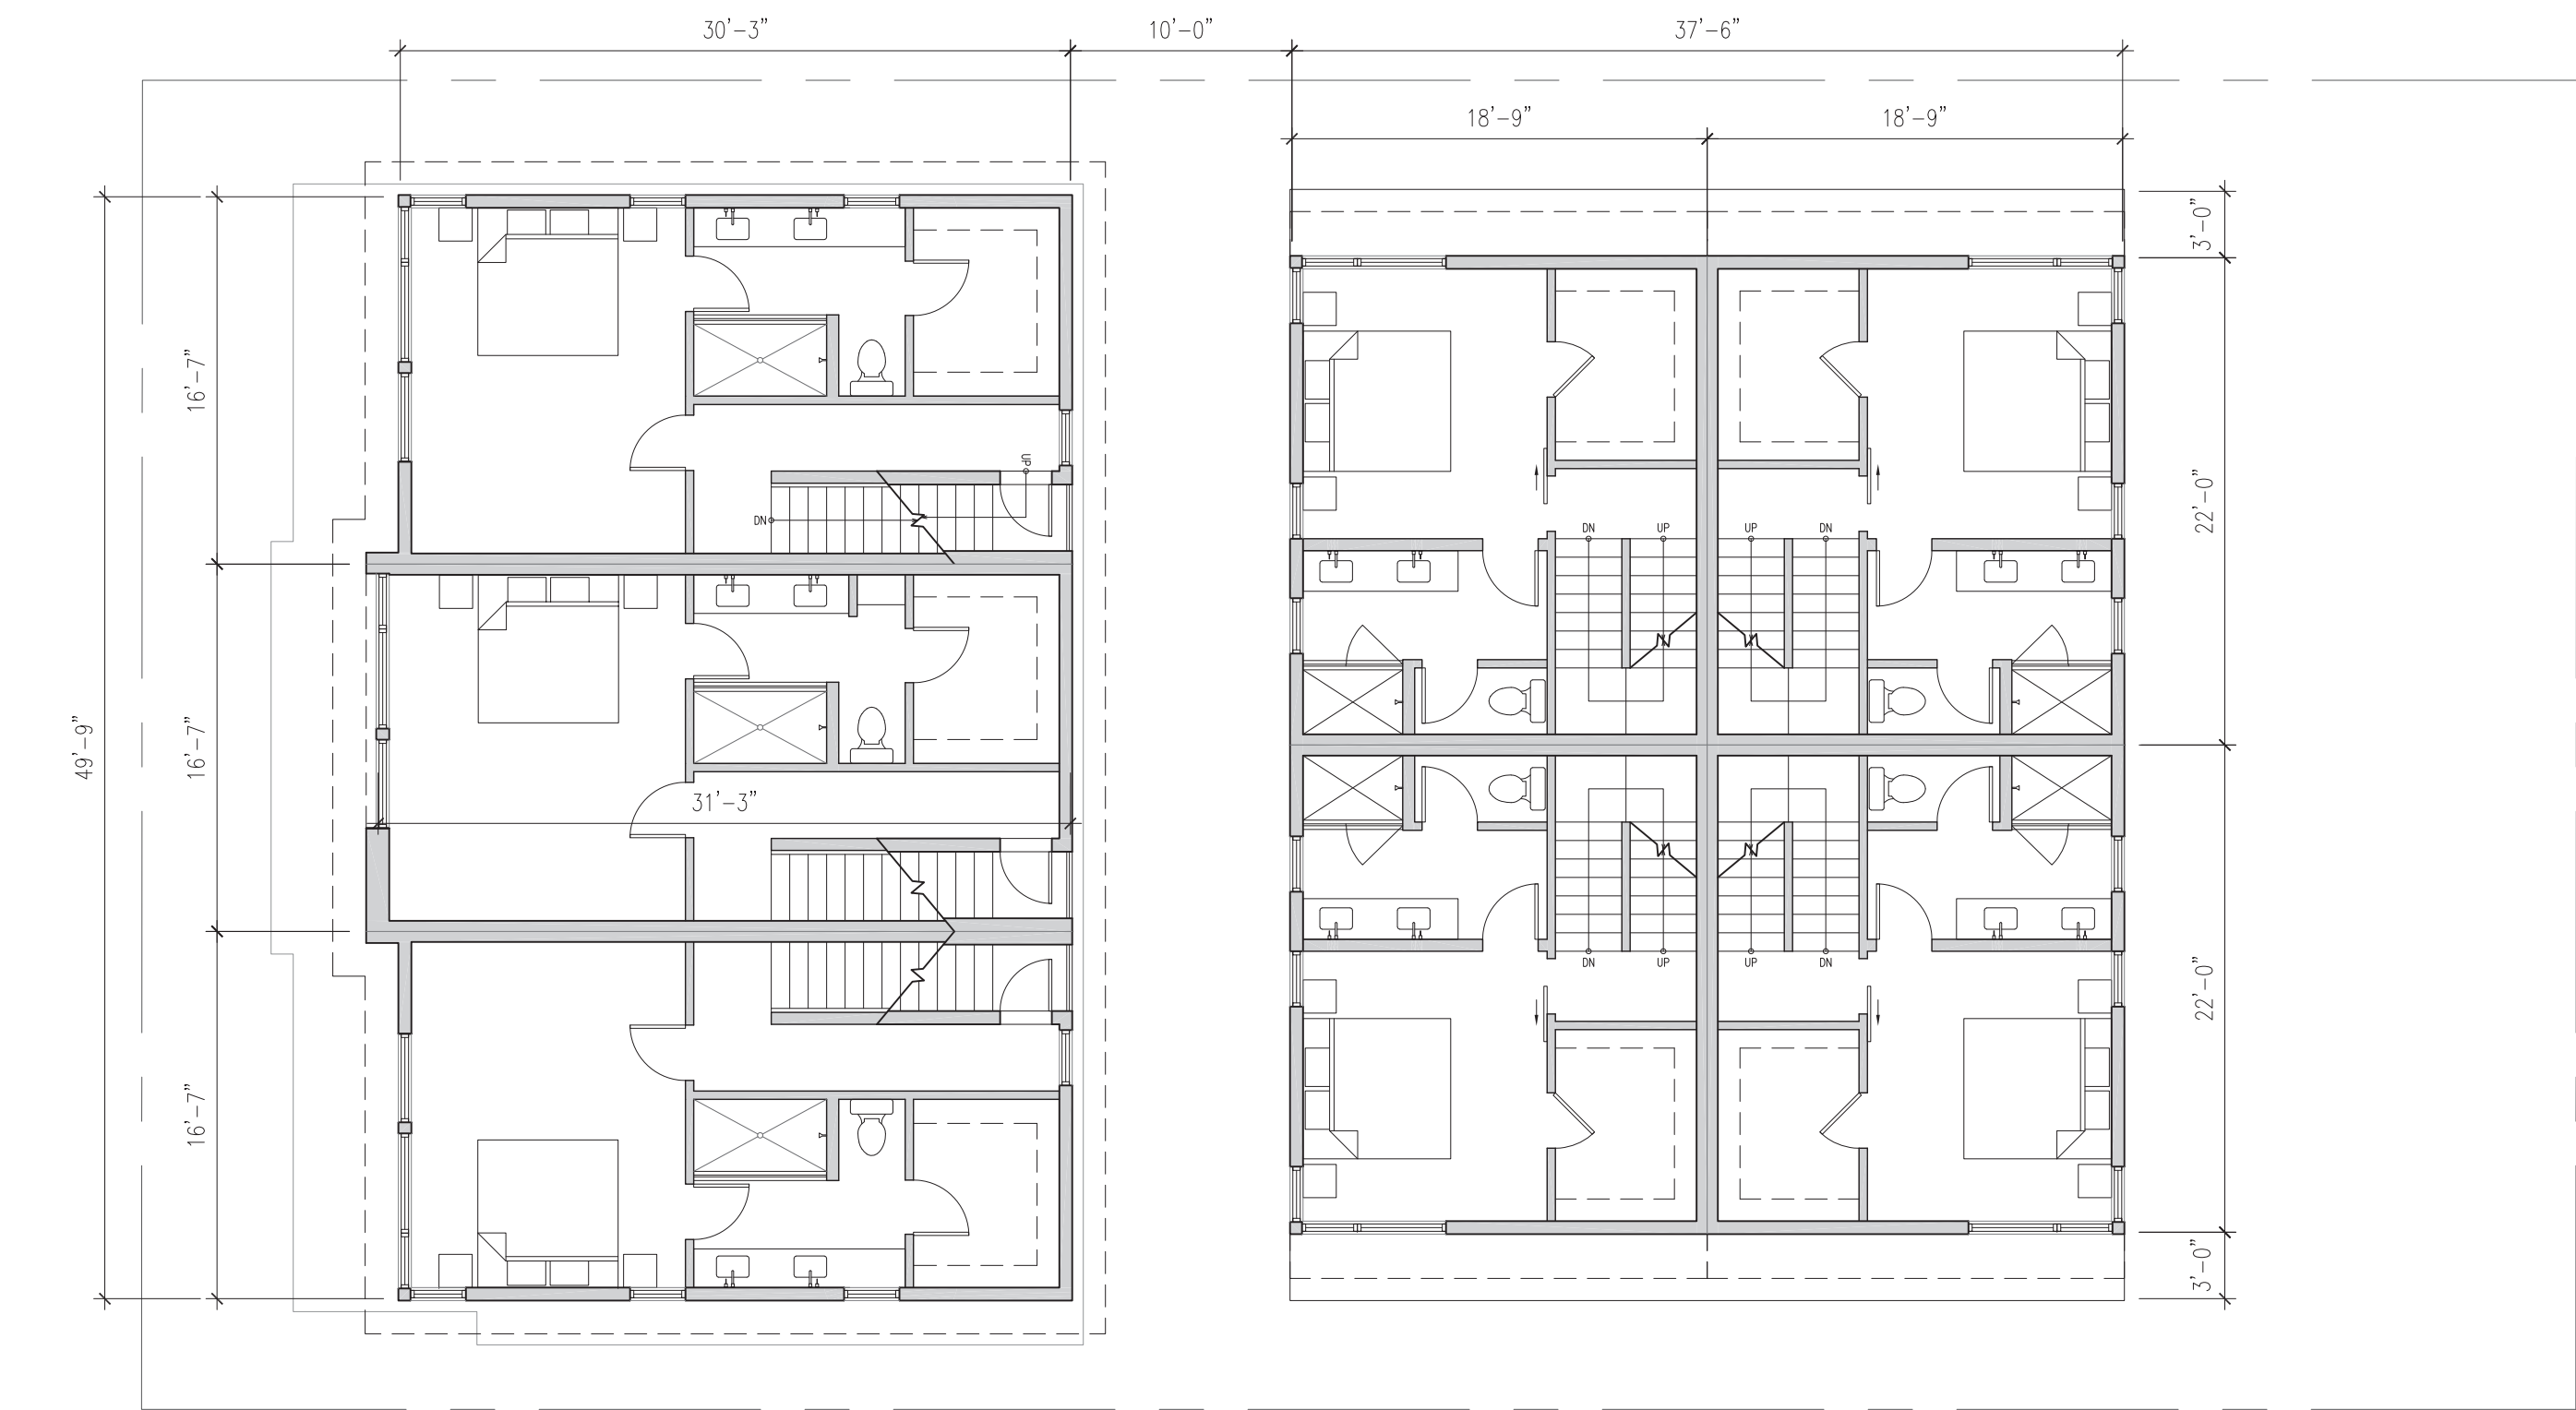 30'-3"
10'-0"
37'-6"
18'-9"
18'-9"
3'-0"
16'-7"
22'-0"
UP
DN
DN
UP
UP
DN
49'-9"
16'-7"
31'-3"
DN
UP
UP
DN
22'-0"
16'-7"
3'-0"